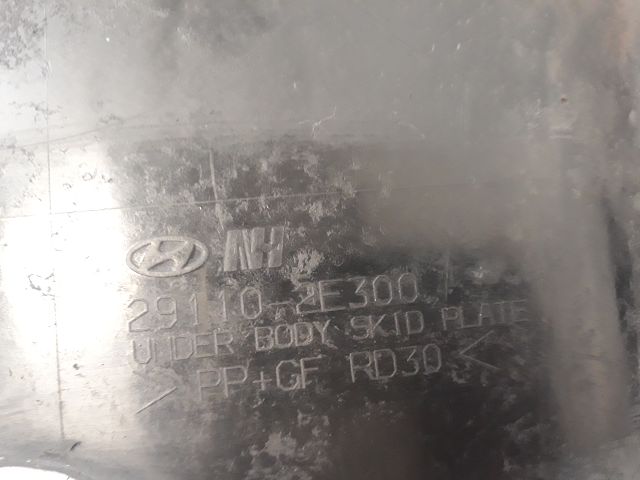 29110-2E300
UNDER BODY SKID PLATE
>PP+GF RD30<